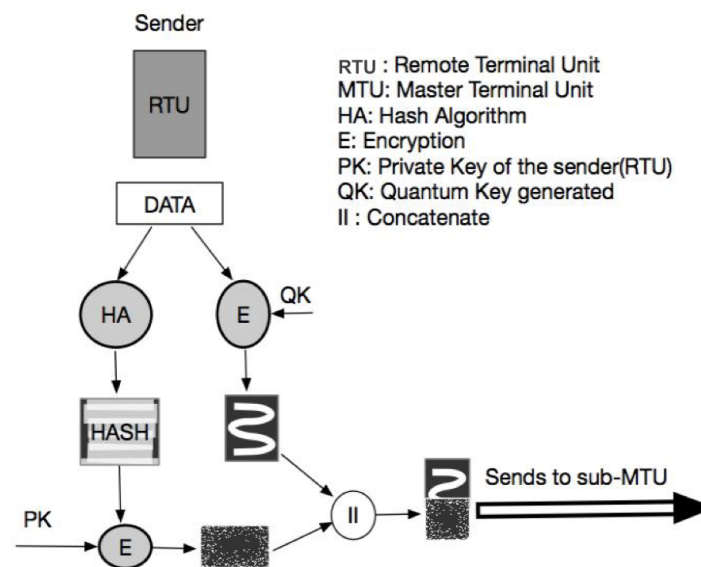 Sender
RTU
RTU : Remote Terminal Unit
MTU: Master Terminal Unit
HA: Hash Algorithm
E: Encryption
PK: Private Key of the sender(RTU)
QK: Quantum Key generated
II : Concatenate
DATA
HA
E
QK
HASH
PK
E
II
Sends to sub-MTU